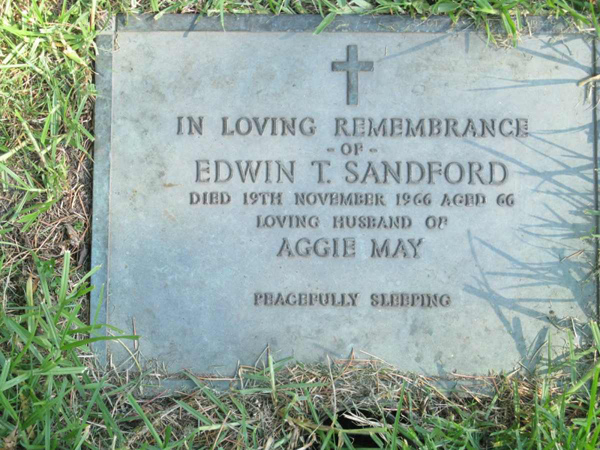 IN LOVING REMEMBRANCE
- OF -
EDWIN T. SANDFORD
DIED 19TH NOVEMBER 1966 AGED 66
LOVING HUSBAND OF
AGGIE MAY
PEACEFULLY SLEEPING